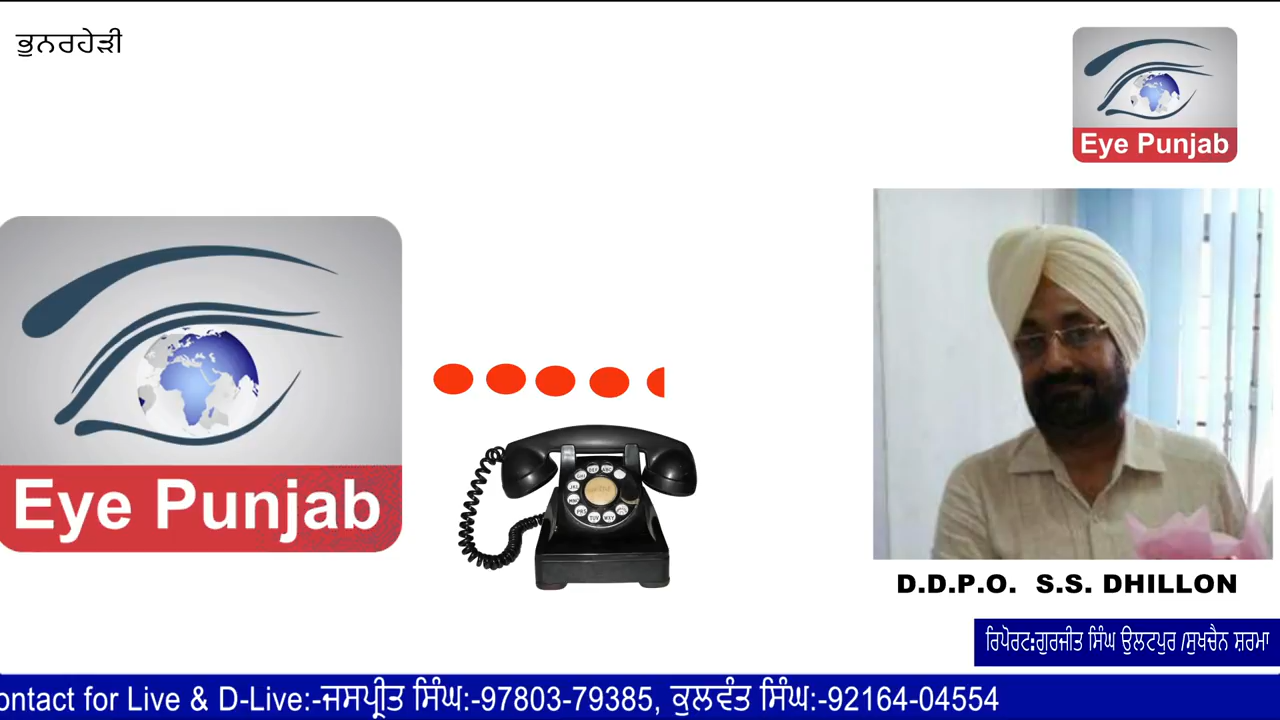 ਭੁਨਰਹੇੜੀ
Eye Punjab
Eye Punjab
D.D.P.O. S.S. DHILLON
ਰਿਪੋਰਟ:ਗੁਰਜੀਤ ਸਿੰਘ ਉਲਟਪੁਰ /ਸੁਖਚੈਨ ਸ਼ਰਮਾ
ontact for Live & D-Live:-ਜਸਪ੍ਰੀਤ ਸਿੰਘ:-97803-79385, ਕੁਲਵੰਤ ਸਿੰਘ:-92164-04554